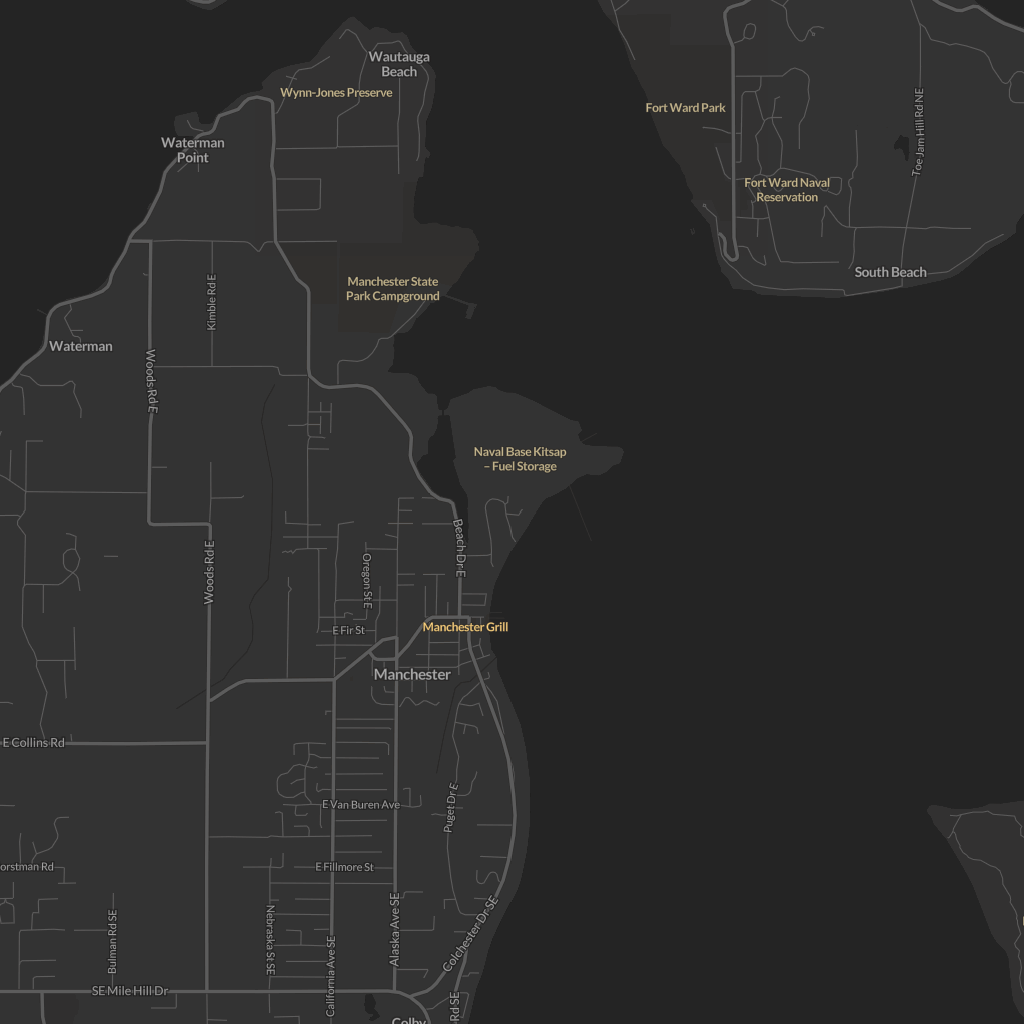 Wautauga
Beach
Wynn-Jones Preserve
Fort Ward Park
Toe Jam Hill Rd NE
Waterman
Point
Fort Ward Naval
Reservation
South Beach
Manchester State
Park Campground
Kimble Rd E
Waterman
Woods Rd E
Naval Base Kitsap
– Fuel Storage
Beach Dr E
Woods Rd E
Oregon St E
E Fir St
Manchester Grill
Manchester
E Collins Rd
E Van Buren Ave
Puget Dr E
orstman Rd
E Fillmore St
Nebraska St SE
Bulman Rd SE
Alaska Ave SE
California Ave SE
Colchester Dr SE
SE Mile Hill Dr
Rd SE
Colby